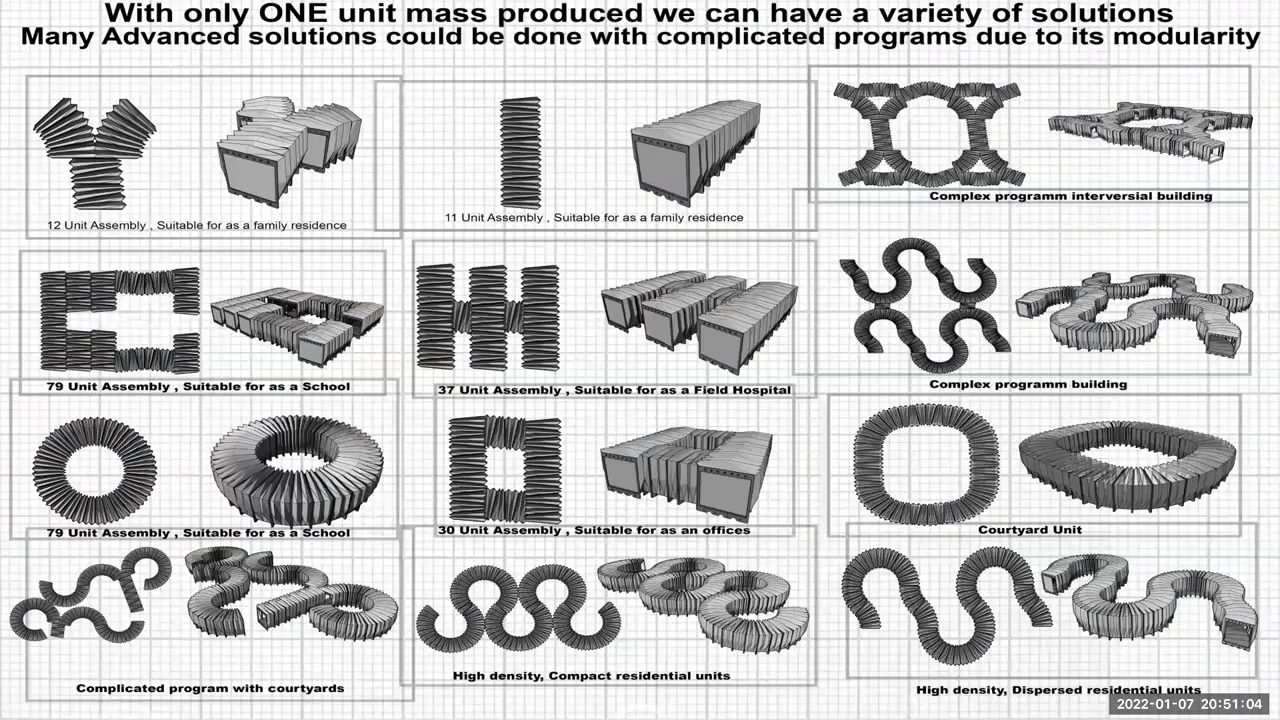 With only ONE unit mass produced we can have a variety of solutions
Many Advanced solutions could be done with complicated programs due to its modularity
12 Unit Assembly , Suitable for as a family residence
11 Unit Assembly , Suitable for as a family residence
Complex programm interversial building
79 Unit Assembly , Suitable for as a School
37 Unit Assembly , Suitable for as a Field Hospital
Complex programm building
79 Unit Assembly , Suitable for as a School
30 Unit Assembly , Suitable for as an offices
Courtyard Unit
Complicated program with courtyards
High density, Compact residential units
High density, Dispersed residential units
2022-01-07 20:51:04